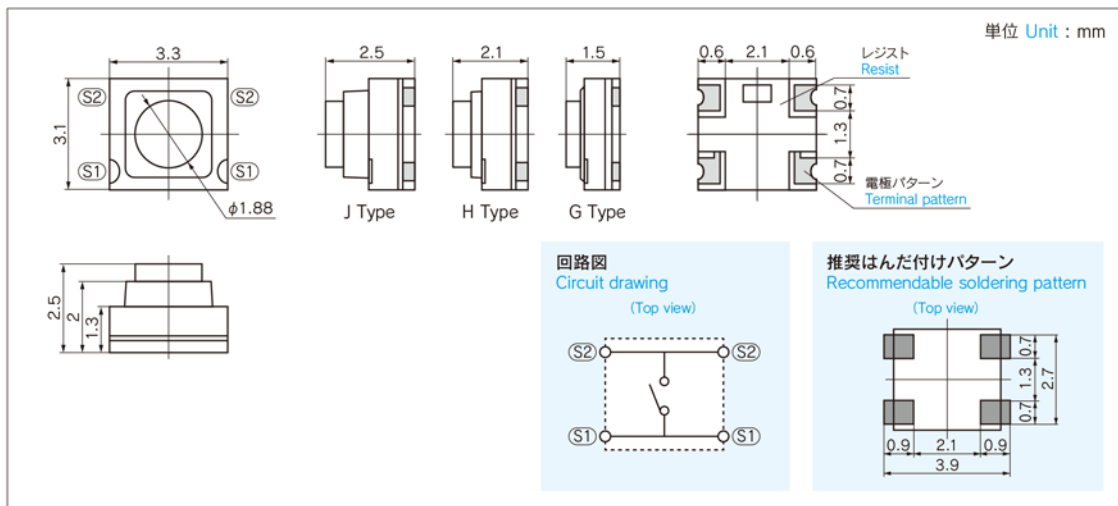 単位 Unit : mm
3.3
S2 S2
3.1
S1 S1
φ1.88
2.5
J Type
2.1
H Type
1.5
G Type
0.6 2.1 0.6
レジスト
Resist
0.7
1.3
0.7
電極パターン
Terminal pattern
2.5
2
1.3
回路図
Circuit drawing
(Top view)
S2 S2
S1 S1
推奨はんだ付けパターン
Recommendable soldering pattern
(Top view)
0.7
1.3
2.7
0.7
0.9 2.1 0.9
3.9